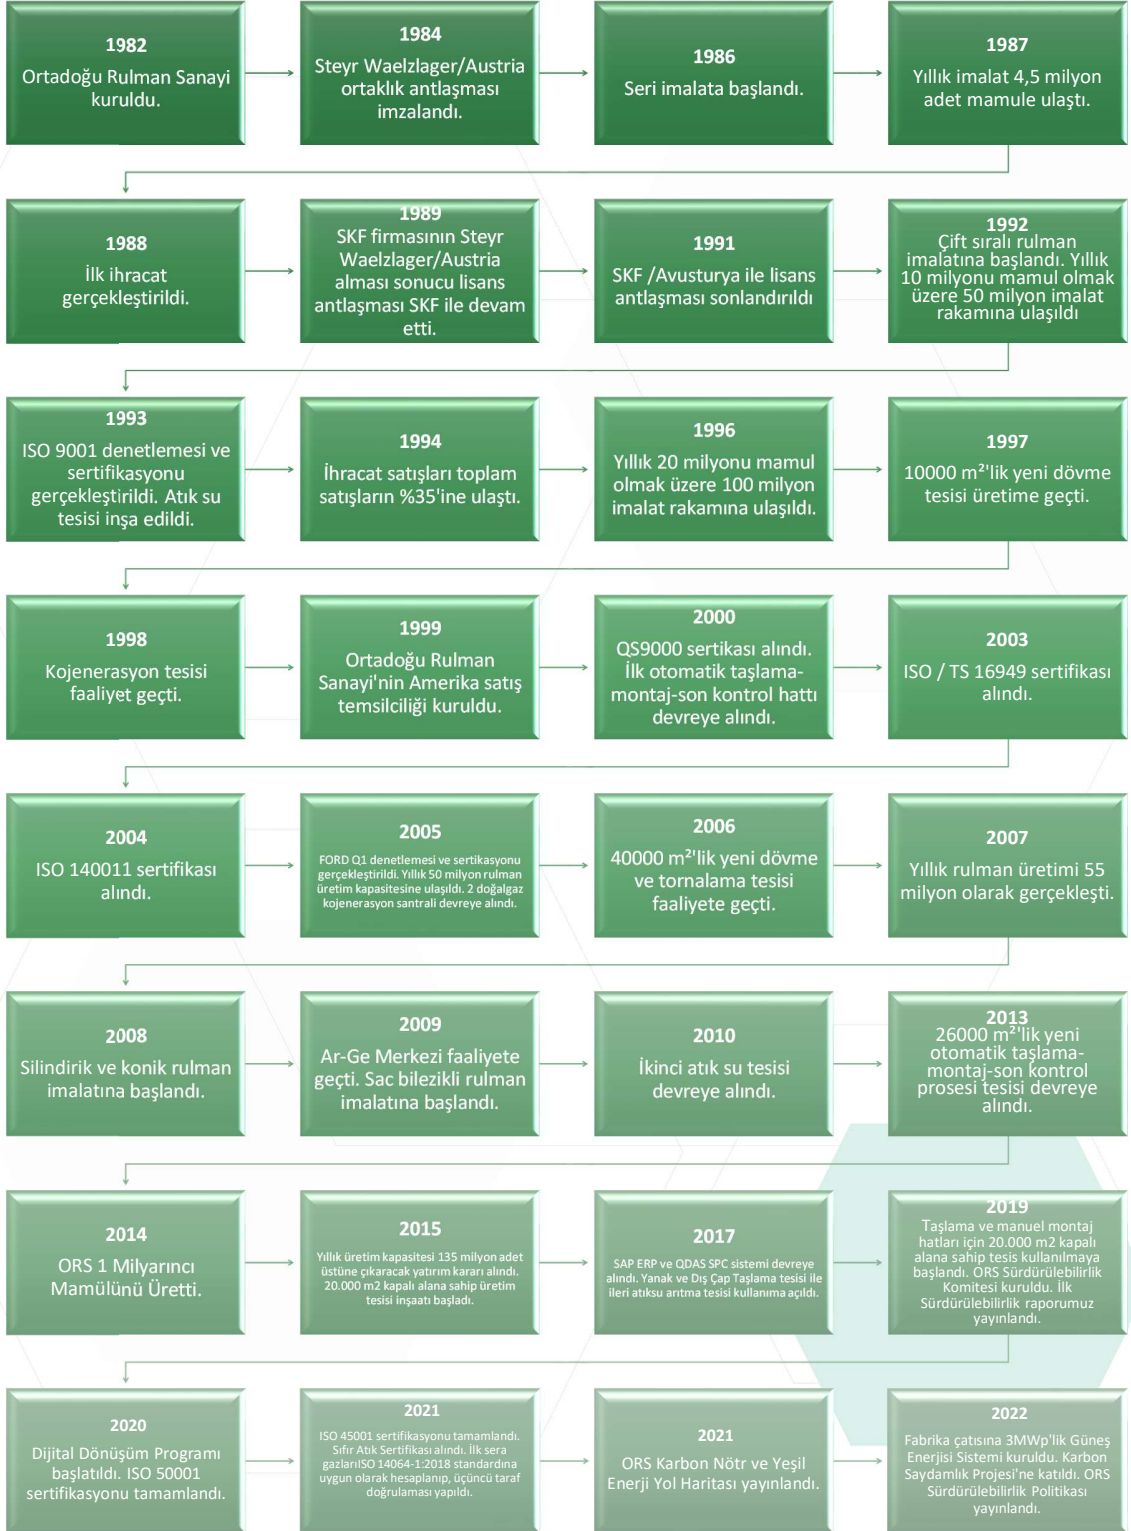 1982
Ortadoğu Rulman Sanayi
kuruldu.
1984
Steyr Waelzlager/Austria
ortaklık antlaşması
imzalandı.
1986
Seri imalata başlandı.
1987
Yıllık imalat 4,5 milyon
adet mamule ulaştı.
1988
İlk ihracat
gerçekleştirildi.
1989
SKF firmasının Steyr
Waelzlager/Austria
alması sonucu lisans
antlaşması SKF ile devam
etti.
1991
SKF /Avusturya ile lisans
antlaşması sonlandırıldı
1992
Çift sıralı rulman
imalatına başlandı. Yıllık
10 milyonu mamul olmak
üzere 50 milyon imalat
rakamına ulaşıldı
1993
ISO 9001 denetlemesi ve
sertifikasyonu
gerçekleştirildi. Atık su
tesisi inşa edildi.
1994
İhracat satışları toplam
satışların %35'ine ulaştı.
1996
Yıllık 20 milyonu mamul
olmak üzere 100 milyon
imalat rakamına ulaşıldı.
1997
10000 m²'lik yeni dövme
tesisi üretime geçti.
1998
Kojenerasyon tesisi
faaliyet geçti.
1999
Ortadoğu Rulman
Sanayi'nin Amerika satış
temsilciliği kuruldu.
2000
QS9000 sertikası alındı.
İlk otomatik taşlama-
montaj-son kontrol hattı
devreye alındı.
2003
ISO / TS 16949 sertifikası
alındı.
2004
ISO 140011 sertifikası
alındı.
2005
FORD Q1 denetlemesi ve sertikasyonu
gerçekleştirildi. Yıllık 50 milyon rulman
üretim kapasitesine ulaşıldı. 2 doğalgaz
kojenerasyon santrali devreye alındı.
2006
40000 m²'lik yeni dövme
ve tornalama tesisi
faaliyete geçti.
2007
Yıllık rulman üretimi 55
milyon olarak gerçekleşti.
2008
Silindirik ve konik rulman
imalatına başlandı.
2009
Ar-Ge Merkezi faaliyete
geçti. Sac bilezikli rulman
imalatına başlandı.
2010
İkinci atık su tesisi
devreye alındı.
2013
26000 m²'lik yeni
otomatik taşlama-
montaj-son kontrol
prosesi tesisi devreye
alındı.
2014
ORS 1 Milyarıncı
Mamülünü Üretti.
2015
Yıllık üretim kapasitesi 135 milyon adet
üstüne çıkaracak yatırım kararı alındı.
20.000 m2 kapalı alana sahip üretim
tesisi inşaatı başladı.
2017
SAP ERP ve QDAS SPC sistemi devreye
alındı. Yanak ve Dış Çap Taşlama tesisi ile
ileri atıksu arıtma tesisi kullanıma açıldı.
2019
Taşlama ve manuel montaj
hatları için 20.000 m2 kapalı
alana sahip tesis kullanılmaya
başlandı. ORS Sürdürülebilirlik
Komitesi kuruldu. İlk
Sürdürülebilirlik raporumuz
yayınlandı.
2020
Dijital Dönüşüm Programı
başlatıldı. ISO 50001
sertifikasyonu tamamlandı.
2021
ISO 45001 sertifikasyonu tamamlandı.
Sıfır Atık Sertifikası alındı. İlk sera
gazlarıISO 14064-1:2018 standardına
uygun olarak hesaplanıp, üçüncü taraf
doğrulaması yapıldı.
2021
ORS Karbon Nötr ve Yeşil
Enerji Yol Haritası yayınlandı.
2022
Fabrika çatısına 3MWp'lik Güneş
Enerjisi Sistemi kuruldu. Karbon
Saydamlık Projesi'ne katıldı. ORS
Sürdürülebilirlik Politikası
yayınlandı.